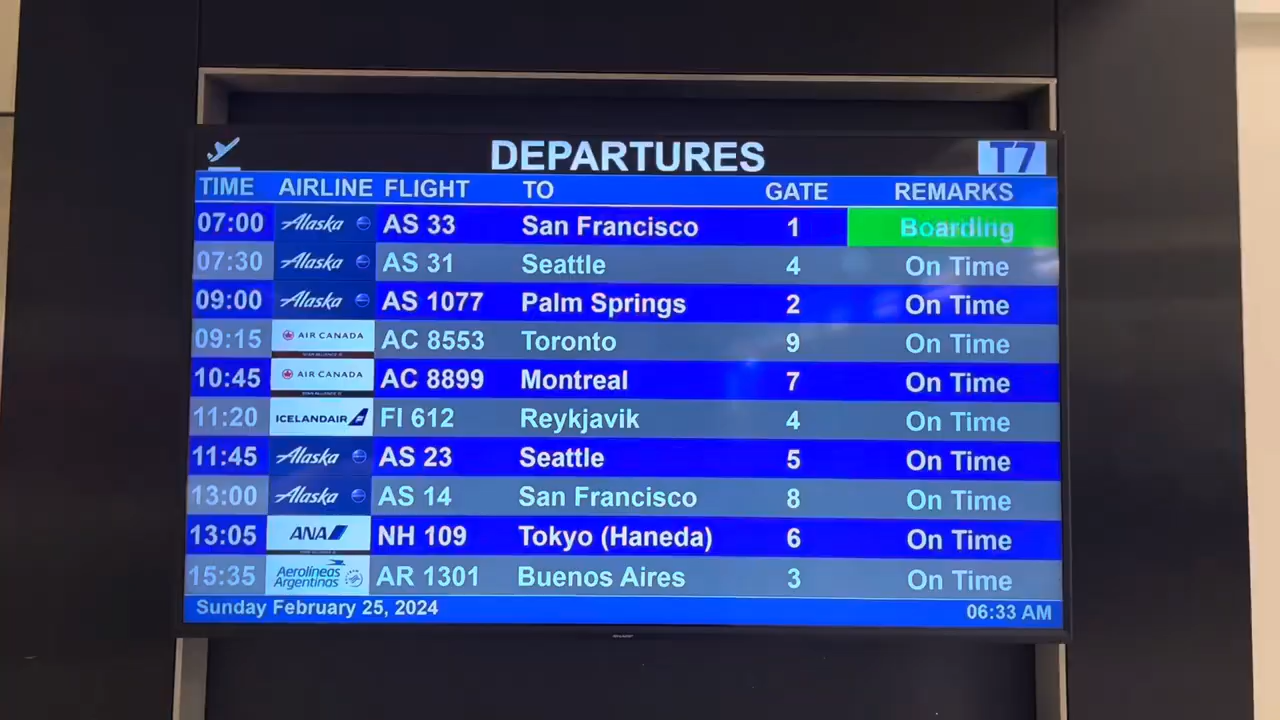 DEPARTURES T7
TIME AIRLINE FLIGHT TO GATE REMARKS
07:00 Alaska AS 33 San Francisco 1 Boarding
07:30 Alaska AS 31 Seattle 4 On Time
09:00 Alaska AS 1077 Palm Springs 2 On Time
09:15 AIR CANADA AC 8553 Toronto 9 On Time
10:45 AIR CANADA AC 8899 Montreal 7 On Time
11:20 ICELANDAIR FI 612 Reykjavik 4 On Time
11:45 Alaska AS 23 Seattle 5 On Time
13:00 Alaska AS 14 San Francisco 8 On Time
13:05 ANA NH 109 Tokyo (Haneda) 6 On Time
15:35 Aerolíneas Argentinas AR 1301 Buenos Aires 3 On Time
Sunday February 25, 2024 06:33 AM
SHARP